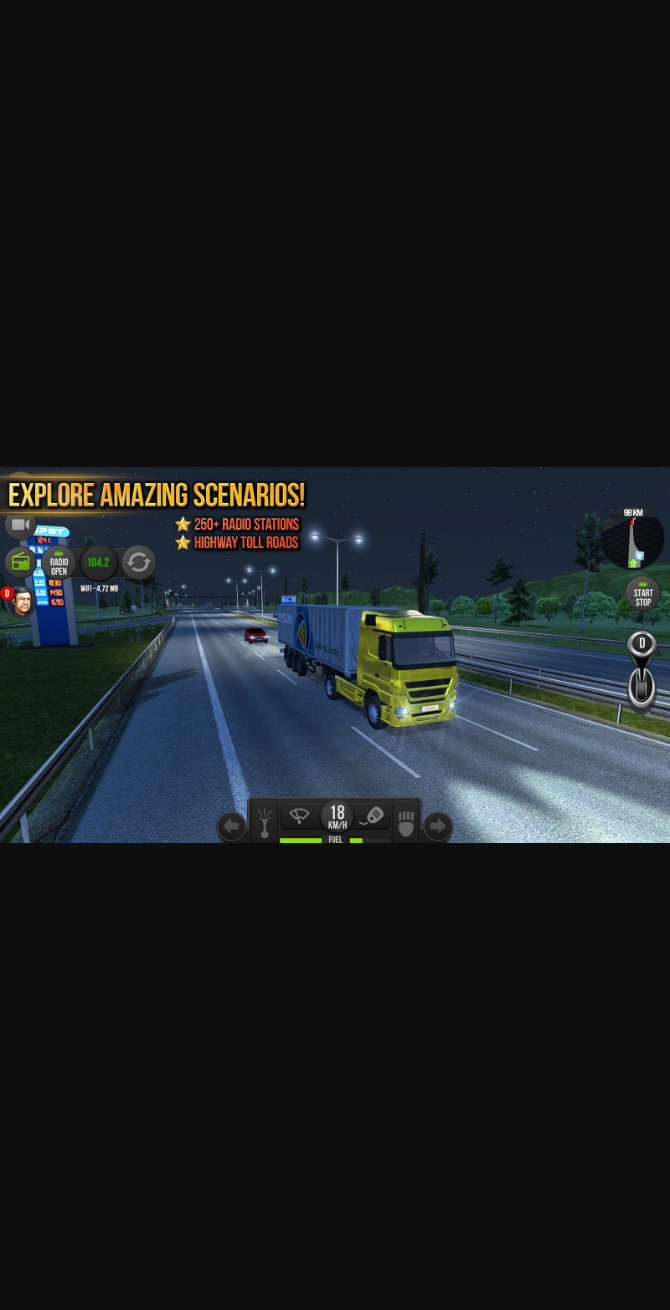 EXPLORE AMAZING SCENARIOS!
250+ RADIO STATIONS
HIGHWAY TOLL ROADS
98 KM
RADIO
OPEN
104.2
WIFI - 4,72 MB
0
START
STOP
D
18
KM/H
FUEL